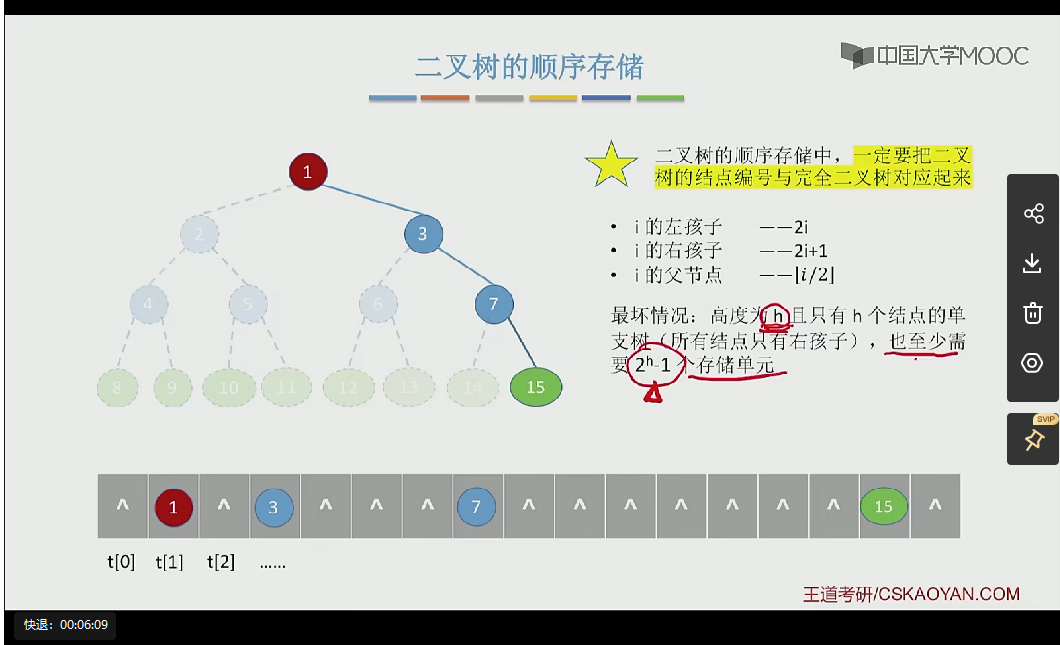 中国大学MOOC
二叉树的顺序存储
二叉树的顺序存储中，一定要把二叉
树的结点编号与完全二叉树对应起来
• i 的左孩子 ——2i
• i 的右孩子 ——2i+1
• i 的父节点 ——⌊i/2⌋
最坏情况：高度为 h 且只有 h 个结点的单
支树（所有结点只有右孩子），也至少需
要 2ʰ-1 个存储单元
1
2 3
4 5 6 7
8 9 10 11 12 13 14 15
SVIP
^ 1 ^ 3 ^ ^ ^ 7 ^ ^ ^ ^ ^ ^ ^ 15 ^
t[0] t[1] t[2] ……
王道考研/CSKAOYAN.COM
快退：00:06:09